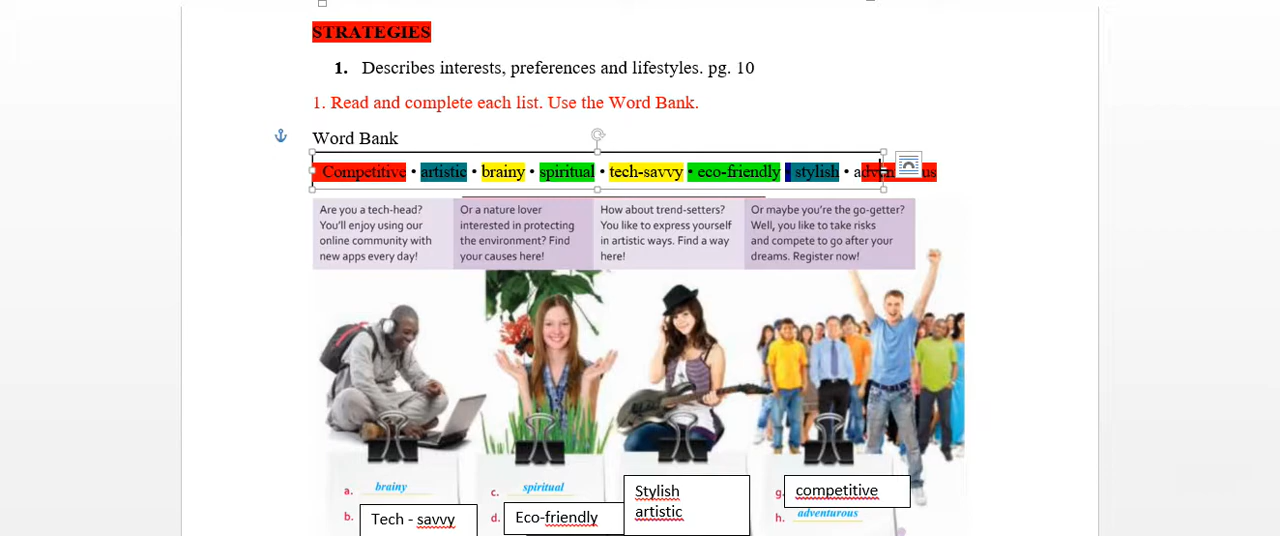 STRATEGIES
1. Describes interests, preferences and lifestyles. pg. 10
1. Read and complete each list. Use the Word Bank.
Word Bank
Competitive • artistic • brainy • spiritual • tech-savvy • eco-friendly • stylish •
Are you a tech-head?
You'll enjoy using our
online community with
new apps every day!
Or a nature lover
interested in protecting
the environment? Find
your causes here!
How about trend-setters?
You like to express yourself
in artistic ways. Find a way
here!
Or maybe you're the go-getter?
Well, you like to take risks
and compete to go after your
dreams. Register now!
a. brainy
b. Tech - savvy
c. spiritual
d. Eco-friendly
Stylish
artistic
g. competitive
h. adventurous